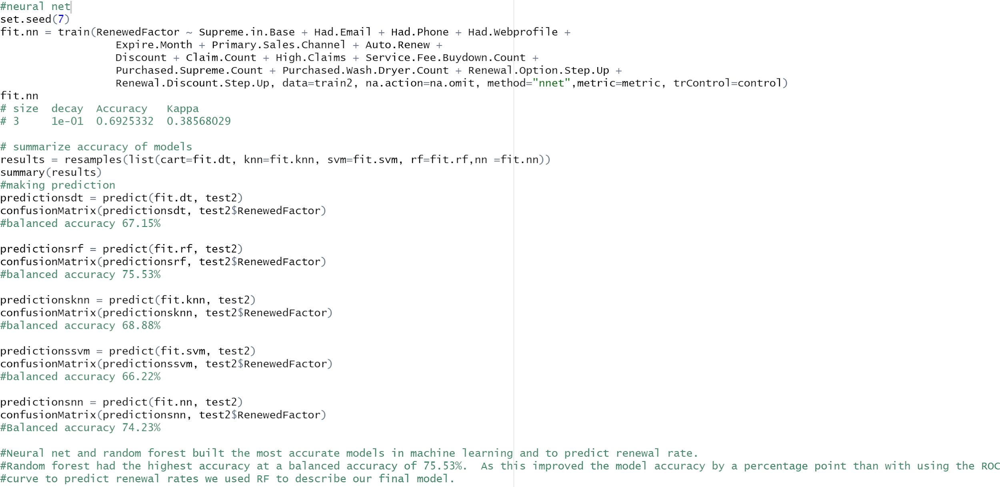 #neural net
set.seed(7)
fit.nn = train(RenewedFactor ~ Supreme.in.Base + Had.Email + Had.Phone + Had.Webprofile +
                  Expire.Month + Primary.Sales.Channel + Auto.Renew +
                  Discount + Claim.Count + High.Claims + Service.Fee.Buydown.Count +
                  Purchased.Supreme.Count + Purchased.Wash.Dryer.Count + Renewal.Option.Step.Up +
                  Renewal.Discount.Step.Up, data=train2, na.action=na.omit, method="nnet",metric=metric, trControl=control)
fit.nn
# size  decay  Accuracy   Kappa
# 3     1e-01  0.6925332  0.38568029

# summarize accuracy of models
results = resamples(list(cart=fit.dt, knn=fit.knn, svm=fit.svm, rf=fit.rf,nn =fit.nn))
summary(results)
#making prediction
predictionsdt = predict(fit.dt, test2)
confusionMatrix(predictionsdt, test2$RenewedFactor)
#balanced accuracy 67.15%

predictionsrf = predict(fit.rf, test2)
confusionMatrix(predictionsrf, test2$RenewedFactor)
#balanced accuracy 75.53%

predictionsknn = predict(fit.knn, test2)
confusionMatrix(predictionsknn, test2$RenewedFactor)
#balanced accuracy 68.88%

predictionssvm = predict(fit.svm, test2)
confusionMatrix(predictionssvm, test2$RenewedFactor)
#balanced accuracy 66.22%

predictionsnn = predict(fit.nn, test2)
confusionMatrix(predictionsnn, test2$RenewedFactor)
#Balanced accuracy 74.23%

#Neural net and random forest built the most accurate models in machine learning and to predict renewal rate.
#Random forest had the highest accuracy at a balanced accuracy of 75.53%.  As this improved the model accuracy by a percentage point than with using the ROC
#curve to predict renewal rates we used RF to describe our final model.